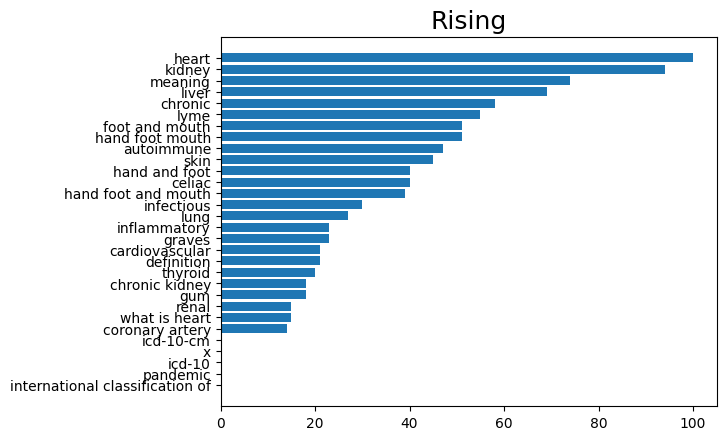 Rising
heart
kidney
meaning
liver
chronic
lyme
foot and mouth
hand foot mouth
autoimmune
skin
hand and foot
celiac
hand foot and mouth
infectious
lung
inflammatory
graves
cardiovascular
definition
thyroid
chronic kidney
gum
renal
what is heart
coronary artery
icd-10-cm
x
icd-10
pandemic
international classification of
0 20 40 60 80 100